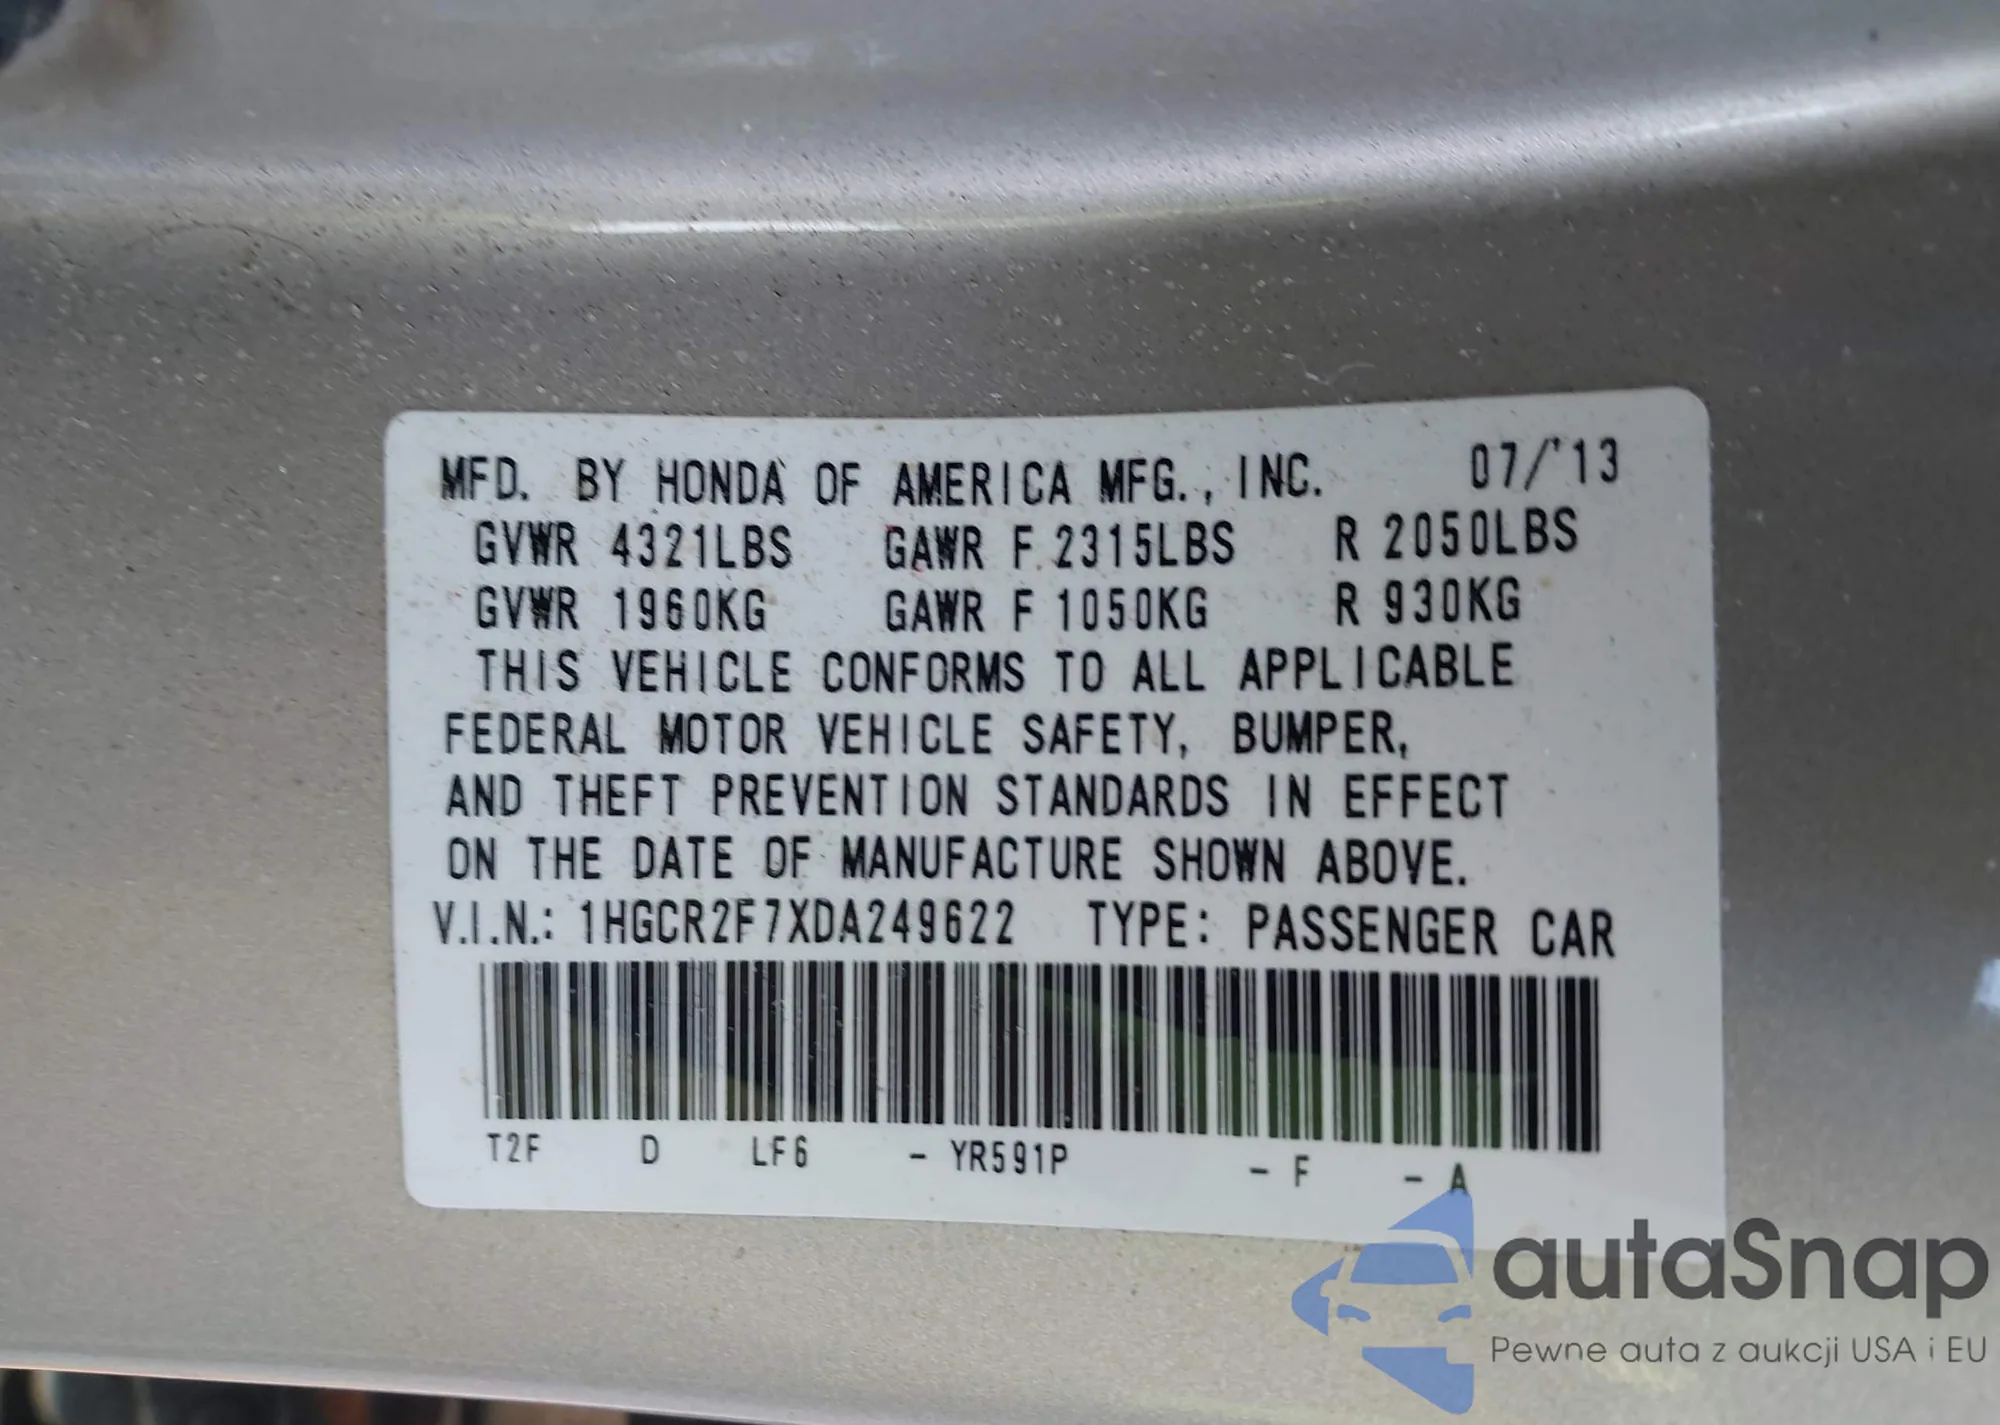 MFD. BY HONDA OF AMERICA MFG., INC. 07/'13
GVWR 4321LBS GAWR F 2315LBS R 2050LBS
GVWR 1960KG GAWR F 1050KG R 930KG
THIS VEHICLE CONFORMS TO ALL APPLICABLE
FEDERAL MOTOR VEHICLE SAFETY, BUMPER,
AND THEFT PREVENTION STANDARDS IN EFFECT
ON THE DATE OF MANUFACTURE SHOWN ABOVE.
V.I.N.: 1HGCR2F7XDA249622 TYPE: PASSENGER CAR
T2F D LF6 - YR591P - F - A
autaSnap
Pewne auta z aukcji USA i EU